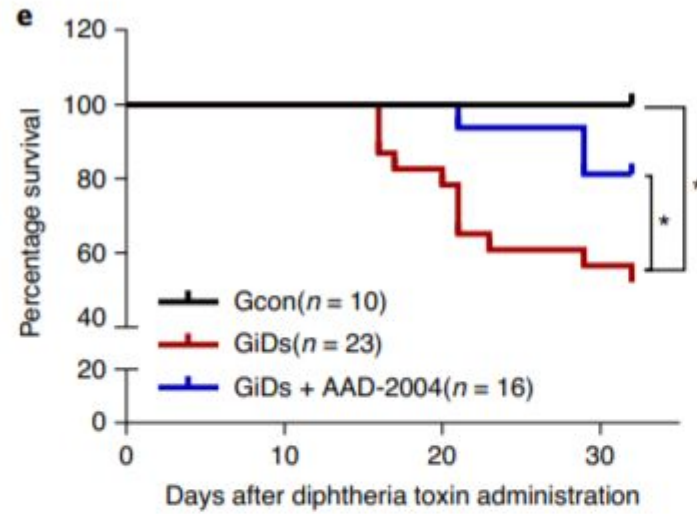 e
120
100
80
60
40
20
0
Percentage survival
Gcon(n = 10)
GiDs(n = 23)
GiDs + AAD-2004(n = 16)
*
*
0 10 20 30
Days after diphtheria toxin administration